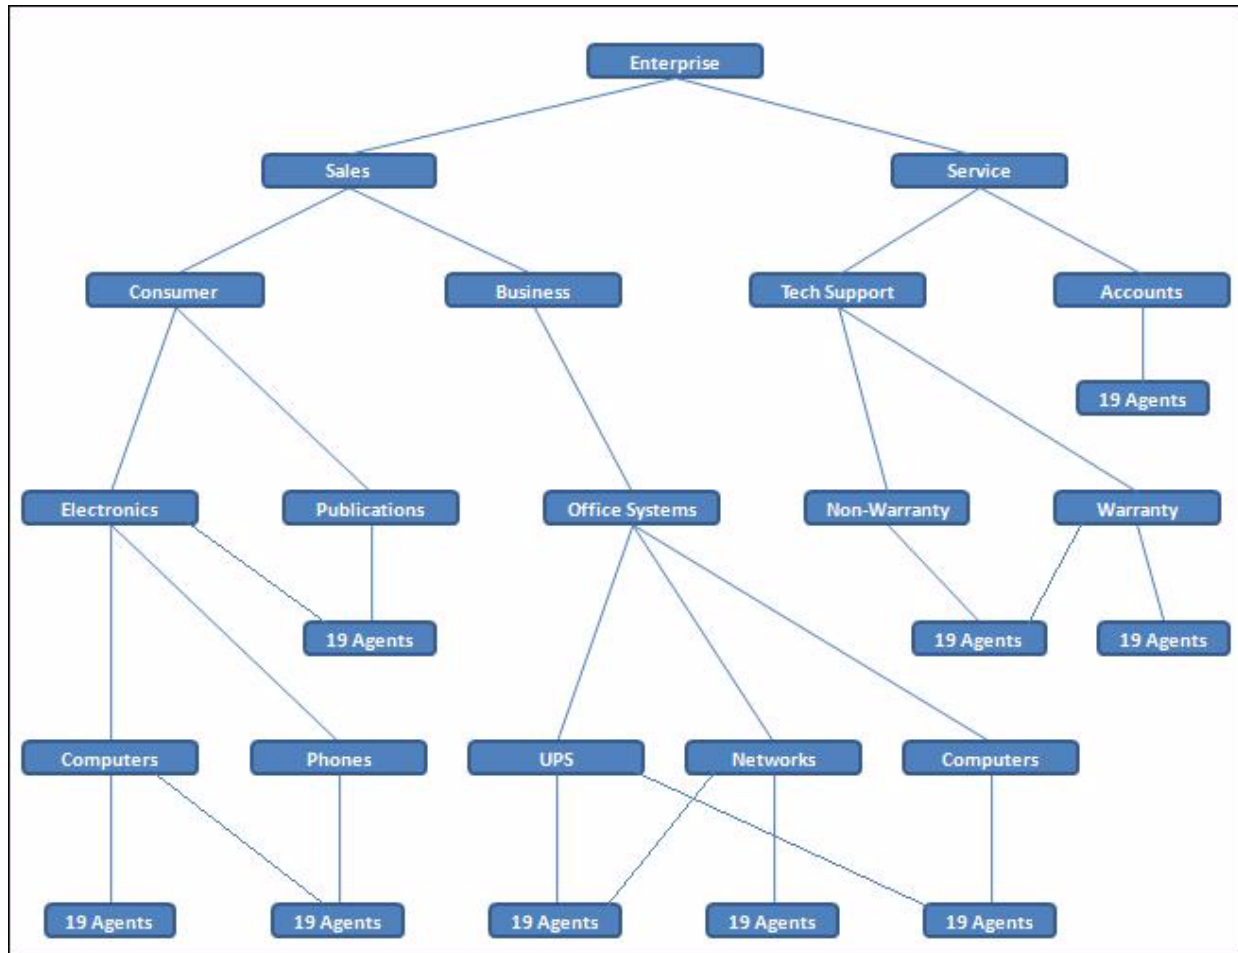 Enterprise
Sales
Service
Consumer
Business
Tech Support
Accounts
19 Agents
Electronics
Publications
Office Systems
Non-Warranty
Warranty
19 Agents
19 Agents
19 Agents
Computers
Phones
UPS
Networks
Computers
19 Agents
19 Agents
19 Agents
19 Agents
19 Agents